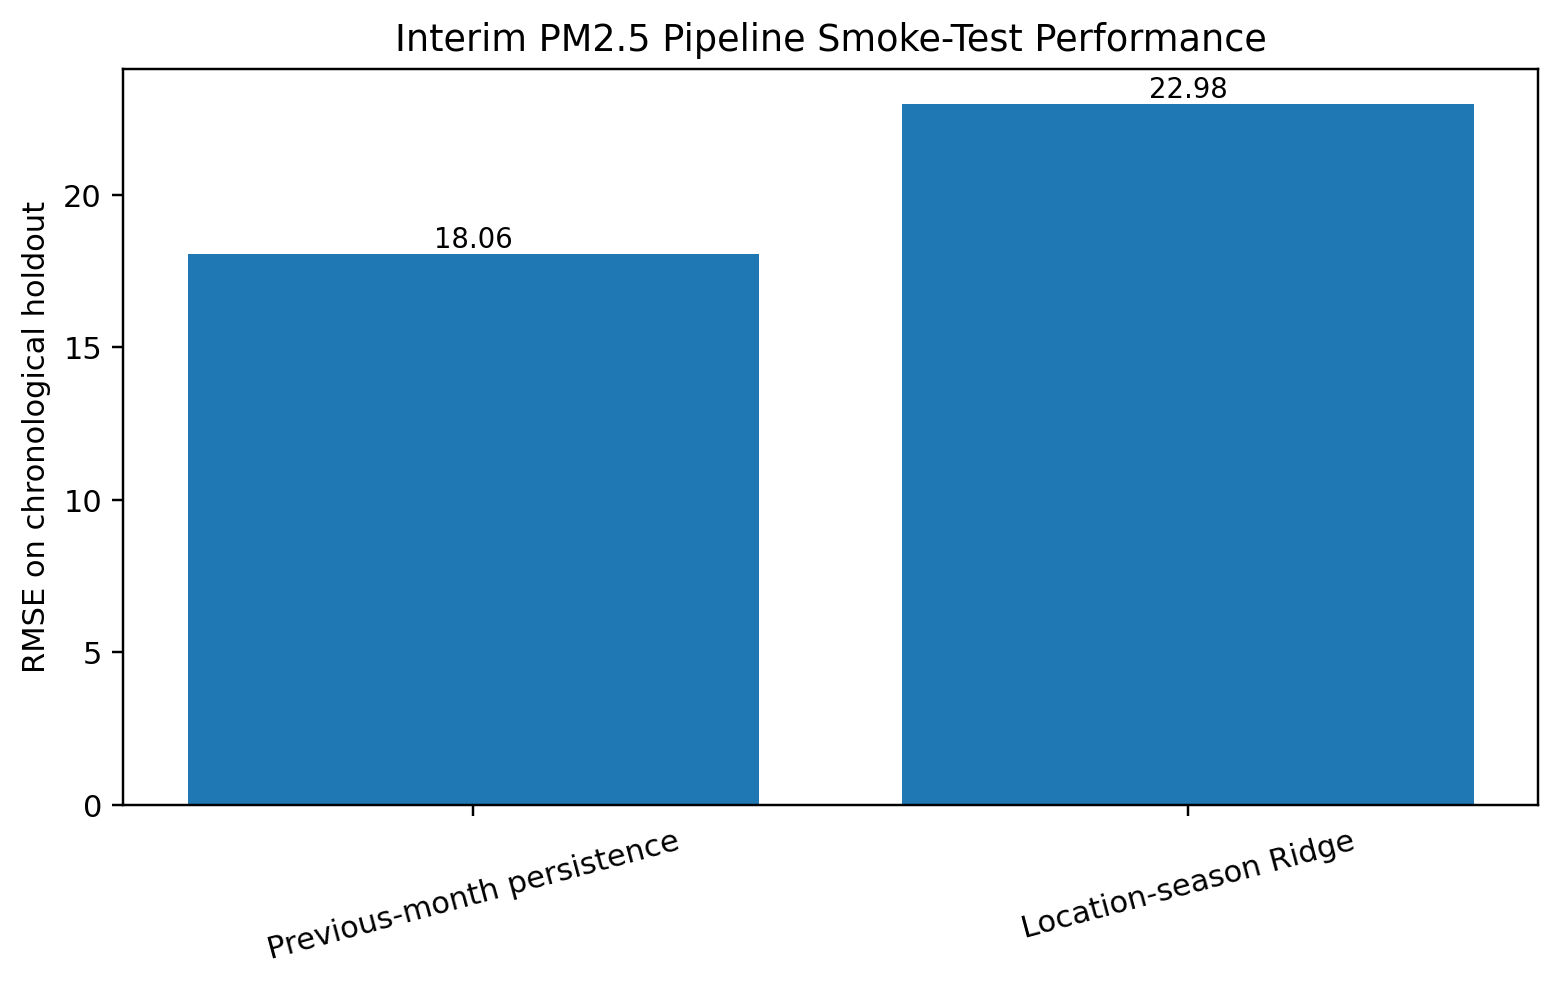 Interim PM2.5 Pipeline Smoke-Test Performance
RMSE on chronological holdout
20
15
10
5
0
18.06
22.98
Previous-month persistence
Location-season Ridge